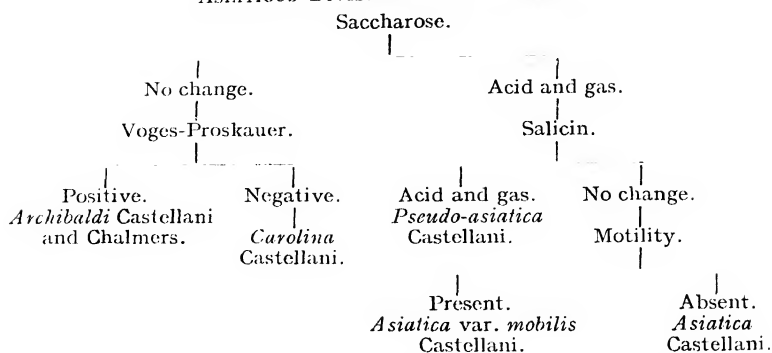 Saccharose.
No change. Acid and gas.
Voges-Proskauer. Salicin.
Positive. Negative. Acid and gas. No change.
Archibaldi Castellani Carolina Pseudo-asiatica Motility.
and Chalmers. Castellani. Castellani.
Present. Absent.
Asiatica var. mobilis Asiatica
Castellani. Castellani.